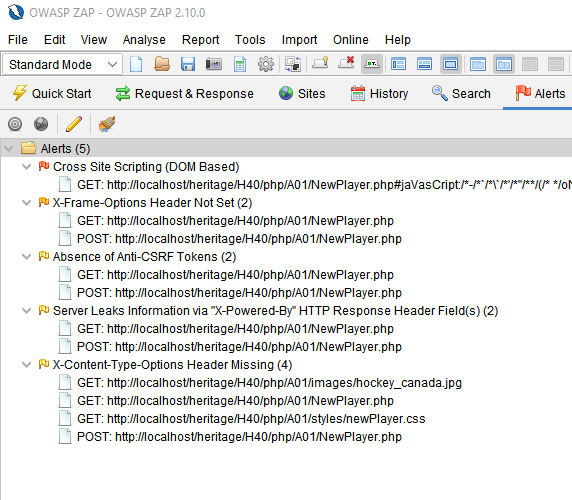 OWASP ZAP - OWASP ZAP 2.10.0
File Edit View Analyse Report Tools Import Online Help
Standard Mode
Quick Start Request & Response Sites History Search Alerts
Alerts (5)
Cross Site Scripting (DOM Based)
GET: http://localhost/heritage/H40/php/A01/NewPlayer.php#jaVasCript:/*-/*`/*\`/*'/*"/**/(/* */oN
X-Frame-Options Header Not Set (2)
GET: http://localhost/heritage/H40/php/A01/NewPlayer.php
POST: http://localhost/heritage/H40/php/A01/NewPlayer.php
Absence of Anti-CSRF Tokens (2)
GET: http://localhost/heritage/H40/php/A01/NewPlayer.php
POST: http://localhost/heritage/H40/php/A01/NewPlayer.php
Server Leaks Information via "X-Powered-By" HTTP Response Header Field(s) (2)
GET: http://localhost/heritage/H40/php/A01/NewPlayer.php
POST: http://localhost/heritage/H40/php/A01/NewPlayer.php
X-Content-Type-Options Header Missing (4)
GET: http://localhost/heritage/H40/php/A01/images/hockey_canada.jpg
GET: http://localhost/heritage/H40/php/A01/NewPlayer.php
GET: http://localhost/heritage/H40/php/A01/styles/newPlayer.css
POST: http://localhost/heritage/H40/php/A01/NewPlayer.php